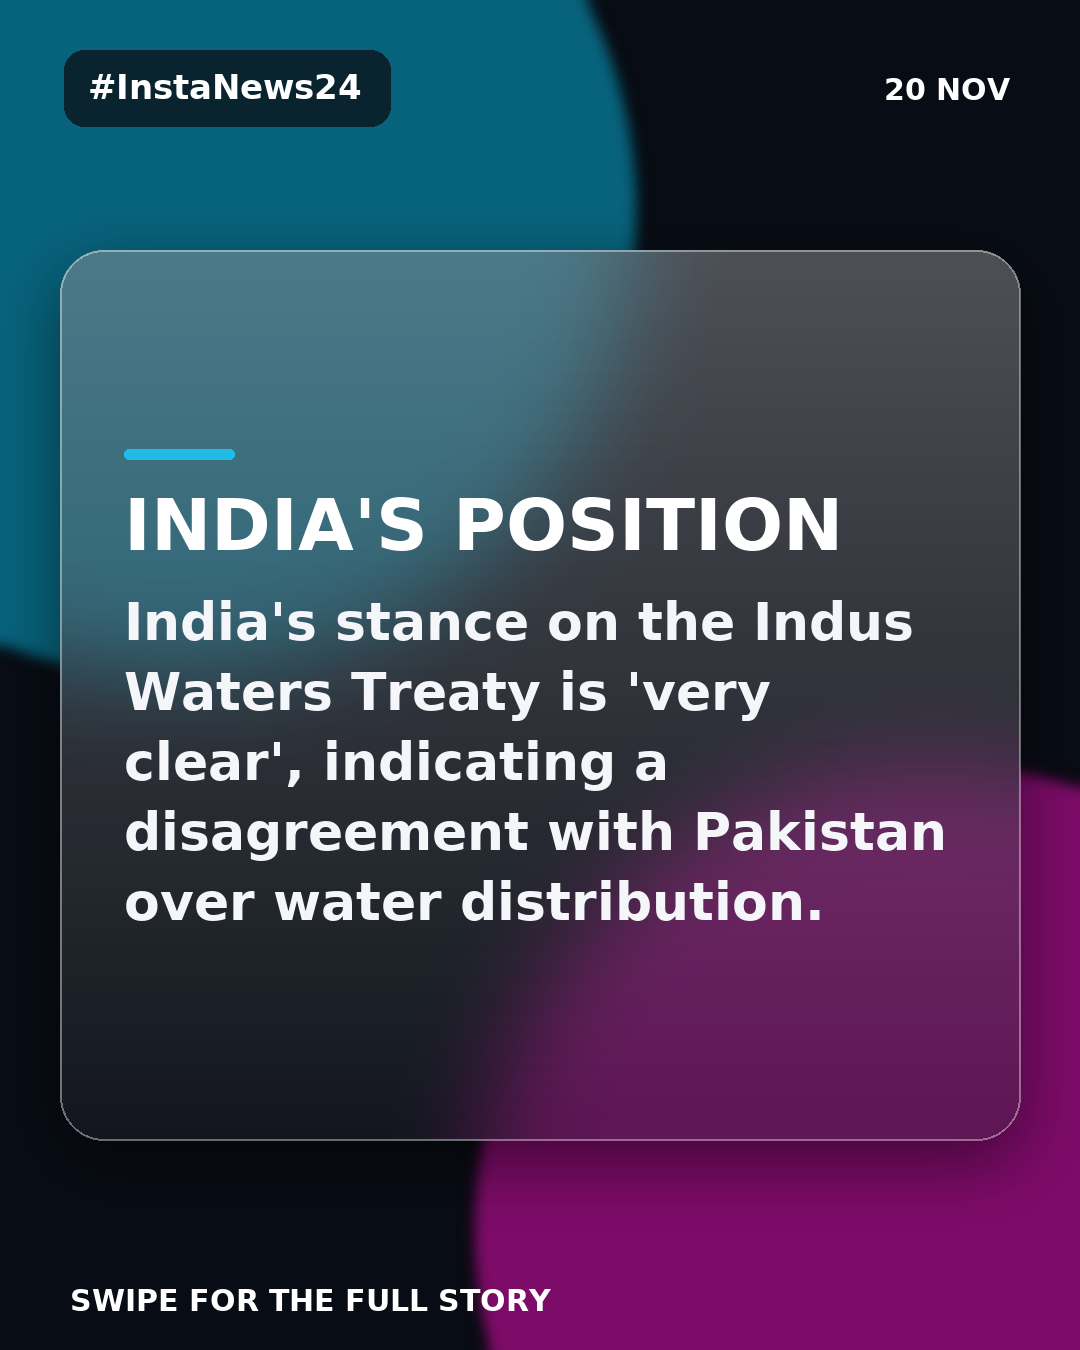 #InstaNews24
20 NOV
INDIA'S POSITION
India's stance on the Indus
Waters Treaty is 'very
clear', indicating a
disagreement with Pakistan
over water distribution.
SWIPE FOR THE FULL STORY